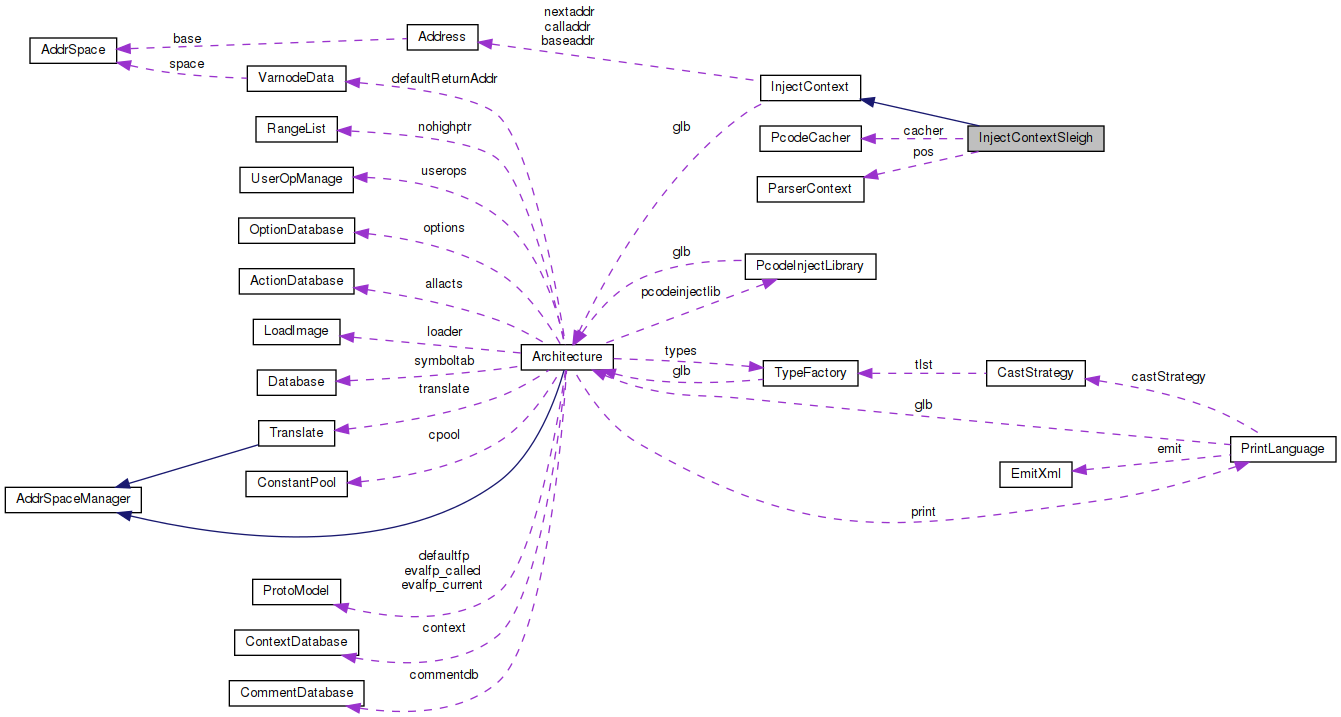 nextaddr
calladdr
baseaddr
Address
base
AddrSpace
space
VarnodeData
defaultReturnAddr
InjectContext
RangeList
nohighptr
glb
PcodeCacher
cacher
InjectContextSleigh
pos
UserOpManage
userops
ParserContext
OptionDatabase
options
glb
PcodeInjectLibrary
ActionDatabase
allacts
pcodeinjectlib
LoadImage
loader
Architecture
types
symboltab
glb
TypeFactory
tlst
CastStrategy
castStrategy
Database
translate
glb
Translate
cpool
PrintLanguage
emit
EmitXml
ConstantPool
AddrSpaceManager
print
defaultfp
evalfp_called
evalfp_current
ProtoModel
context
ContextDatabase
commentdb
CommentDatabase